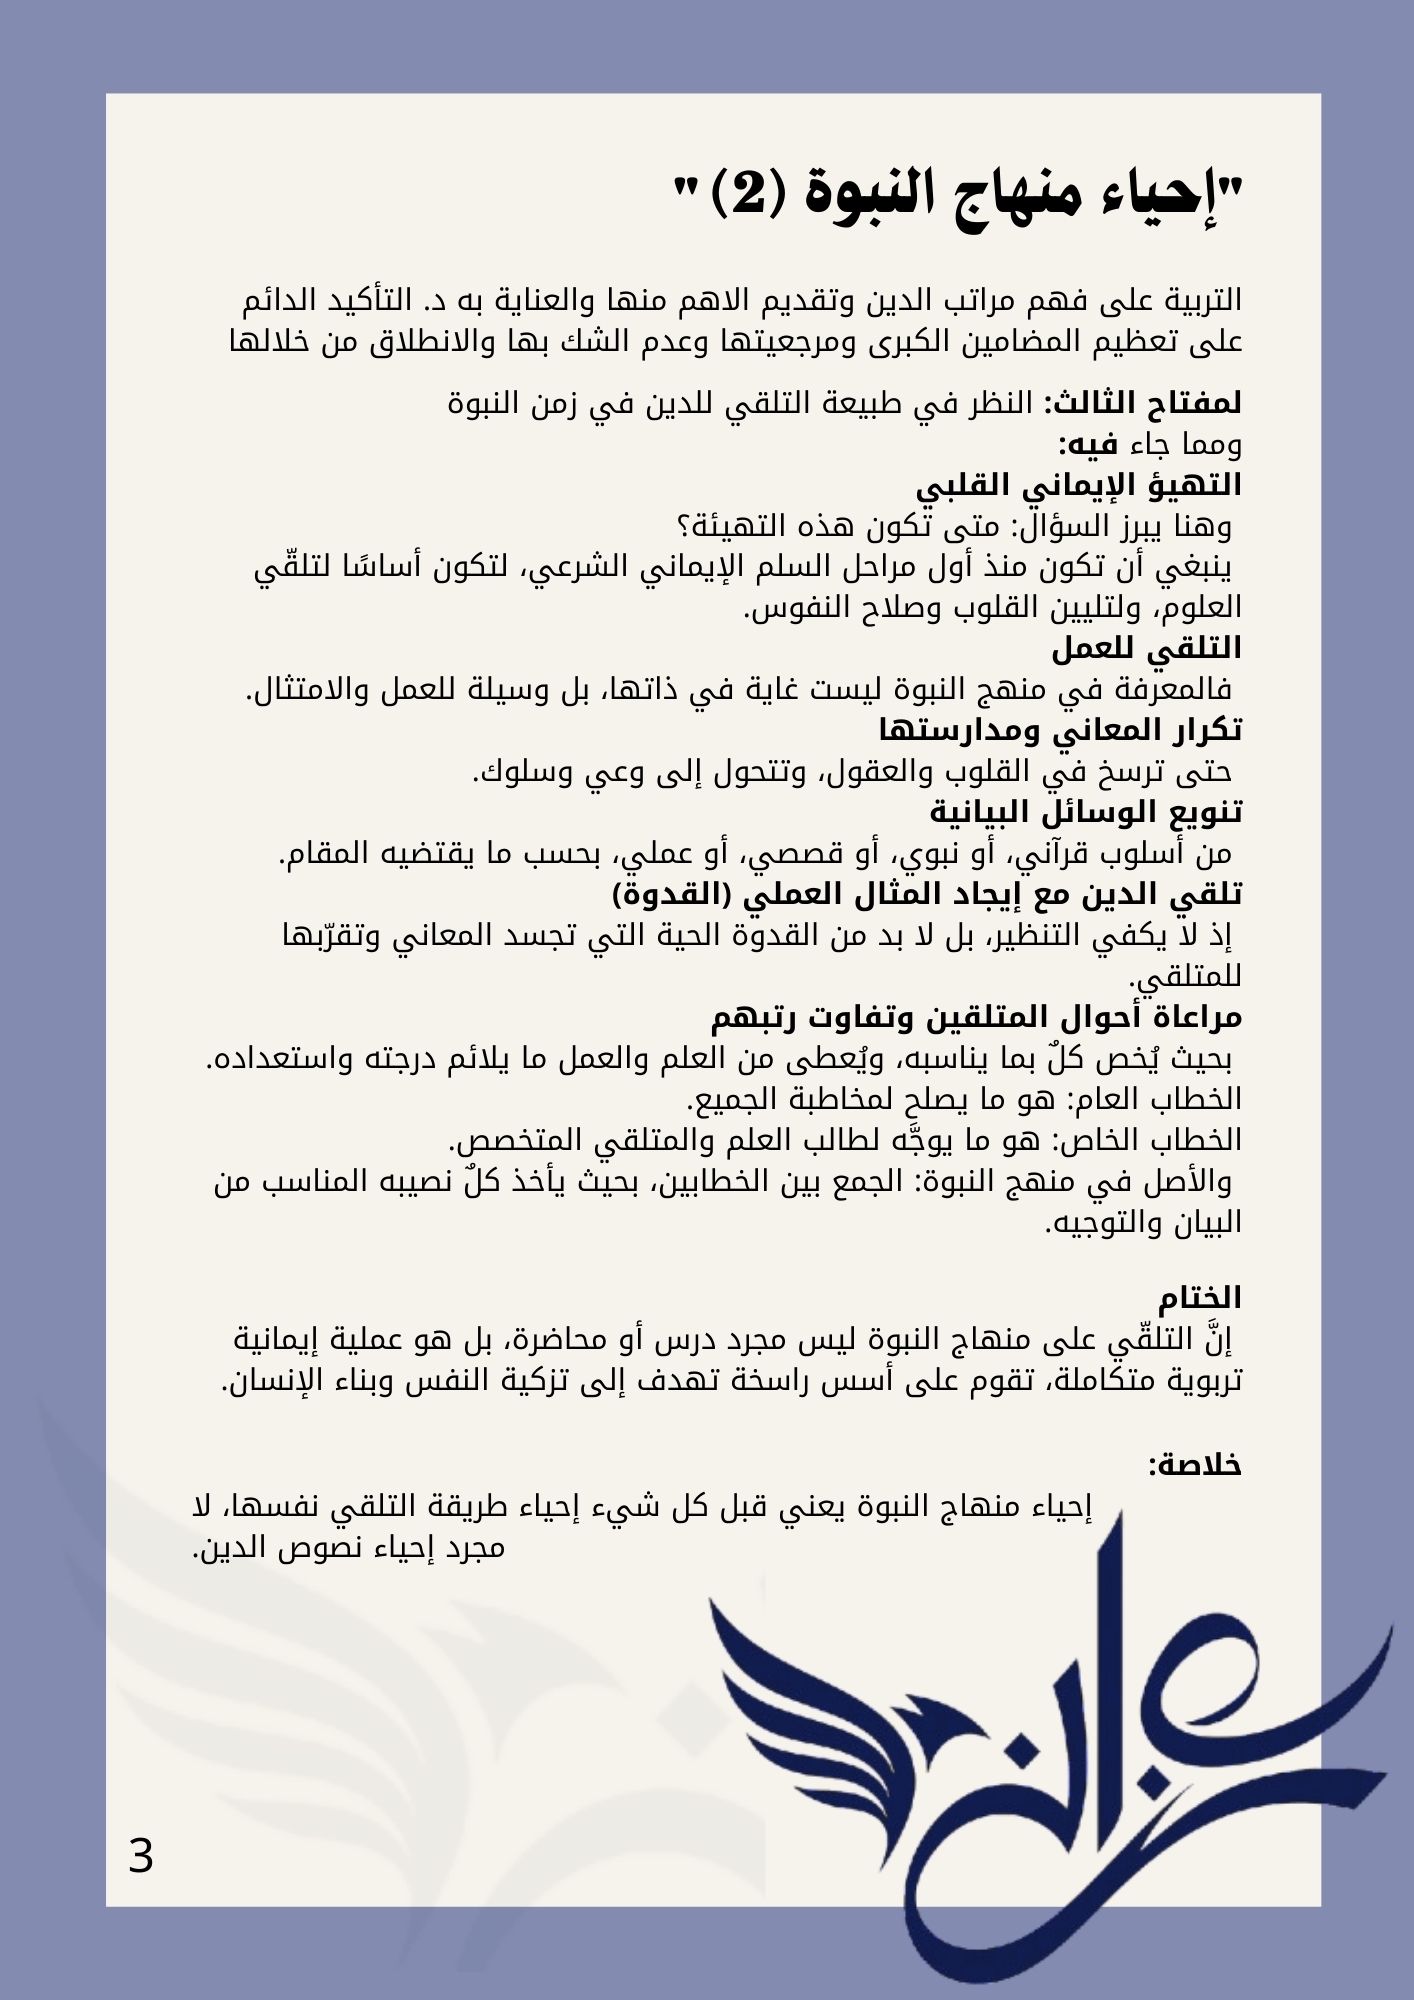 "إحياء منهاج النبوة (2) "
التربية على فهم مراتب الدين وتقديم الاهم منها والعناية به د. التأكيد الدائم
على تعظيم المضامين الكبرى ومرجعيتها وعدم الشك بها والانطلاق من خلالها
لمفتاح الثالث: النظر في طبيعة التلقي للدين في زمن النبوة
ومما جاء فيه:
التهيؤ الإيماني القلبي
وهنا يبرز السؤال: متى تكون هذه التهيئة؟
ينبغي أن تكون منذ أول مراحل السلم الإيماني الشرعي، لتكون أساسًا لتلقّي
العلوم، ولتليين القلوب وصلاح النفوس.
التلقي للعمل
فالمعرفة في منهج النبوة ليست غاية في ذاتها، بل وسيلة للعمل والامتثال.
تكرار المعاني ومدارستها
حتى ترسخ في القلوب والعقول، وتتحول إلى وعي وسلوك.
تنويع الوسائل البيانية
من أسلوب قرآني، أو نبوي، أو قصصي، أو عملي، بحسب ما يقتضيه المقام.
تلقي الدين مع إيجاد المثال العملي (القدوة)
إذ لا يكفي التنظير، بل لا بد من القدوة الحية التي تجسد المعاني وتقرّبها
للمتلقي.
مراعاة أحوال المتلقين وتفاوت رتبهم
بحيث يُخص كلٌ بما يناسبه، ويُعطى من العلم والعمل ما يلائم درجته واستعداده.
الخطاب العام: هو ما يصلح لمخاطبة الجميع.
الخطاب الخاص: هو ما يوجَّه لطالب العلم والمتلقي المتخصص.
والأصل في منهج النبوة: الجمع بين الخطابين، بحيث يأخذ كلٌ نصيبه المناسب من
البيان والتوجيه.
الختام
إنَّ التلقّي على منهاج النبوة ليس مجرد درس أو محاضرة، بل هو عملية إيمانية
تربوية متكاملة، تقوم على أسس راسخة تهدف إلى تزكية النفس وبناء الإنسان.
خلاصة:
إحياء منهاج النبوة يعني قبل كل شيء إحياء طريقة التلقي نفسها، لا
مجرد إحياء نصوص الدين.
3